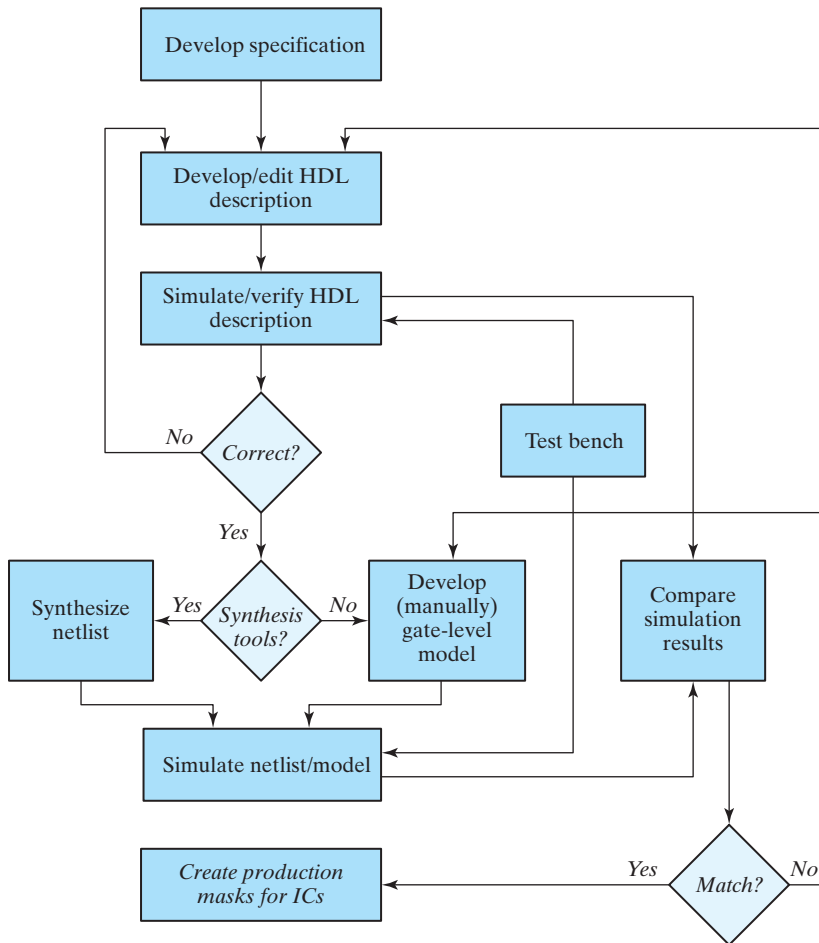 Develop specification
Develop/edit HDL
description
Simulate/verify HDL
description
No
Correct?
Test bench
Yes
Synthesize
netlist
Yes
Synthesis
tools?
No
Develop
(manually)
gate-level
model
Compare
simulation
results
Simulate netlist/model
Create production
masks for ICs
Yes
Match?
No